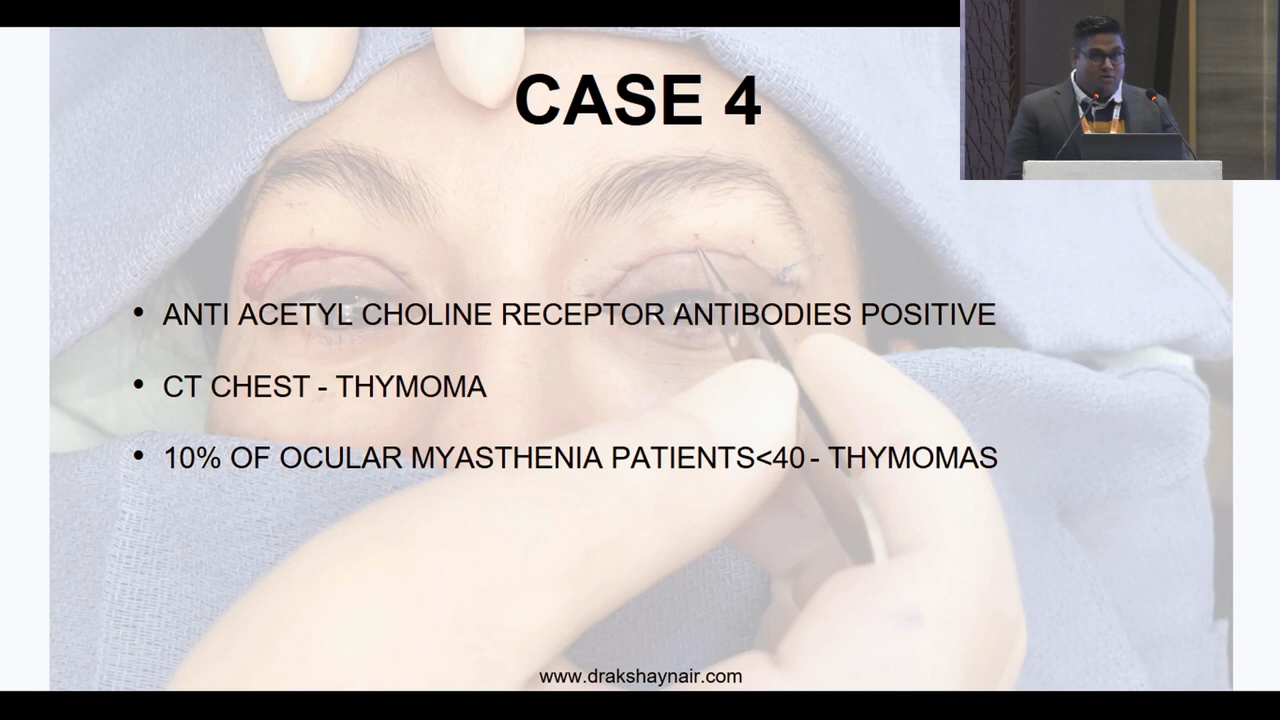 CASE 4
• ANTI ACETYL CHOLINE RECEPTOR ANTIBODIES POSITIVE
• CT CHEST - THYMOMA
• 10% OF OCULAR MYASTHENIA PATIENTS<40 - THYMOMAS
www.drakshaynair.com